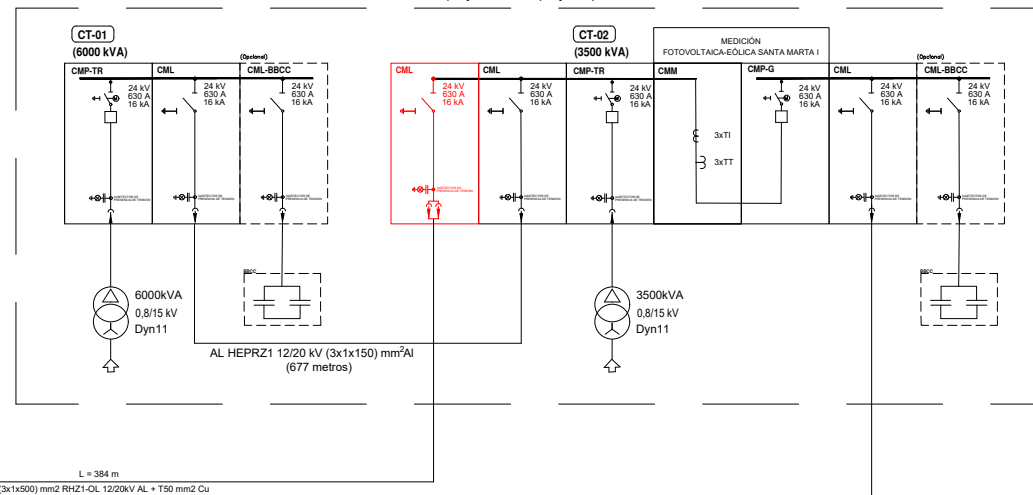 CT-01
(6000 kVA)
CT-02
(3500 kVA)
MEDICIÓN
FOTOVOLTAICA-EÓLICA SANTA MARTA I
(Opcional)
(Opcional)
CMP-TR
CML
CML-BBCC
CML
CML
CMP-TR
CMM
CMP-G
CML
CML-BBCC
24 kV
630 A
16 kA
24 kV
630 A
16 kA
24 kV
630 A
16 kA
24 kV
630 A
16 kA
24 kV
630 A
16 kA
24 kV
630 A
16 kA
24 kV
630 A
16 kA
24 kV
630 A
16 kA
24 kV
630 A
16 kA
3xTI
3xTT
BBCC
BBCC
6000kVA
0,8/15 kV
Dyn11
3500kVA
0,8/15 kV
Dyn11
AL HEPRZ1 12/20 kV (3x1x150) mm²Al
(677 metros)
L = 384 m
(3x1x500) mm2 RHZ1-OL 12/20kV AL + T50 mm2 Cu